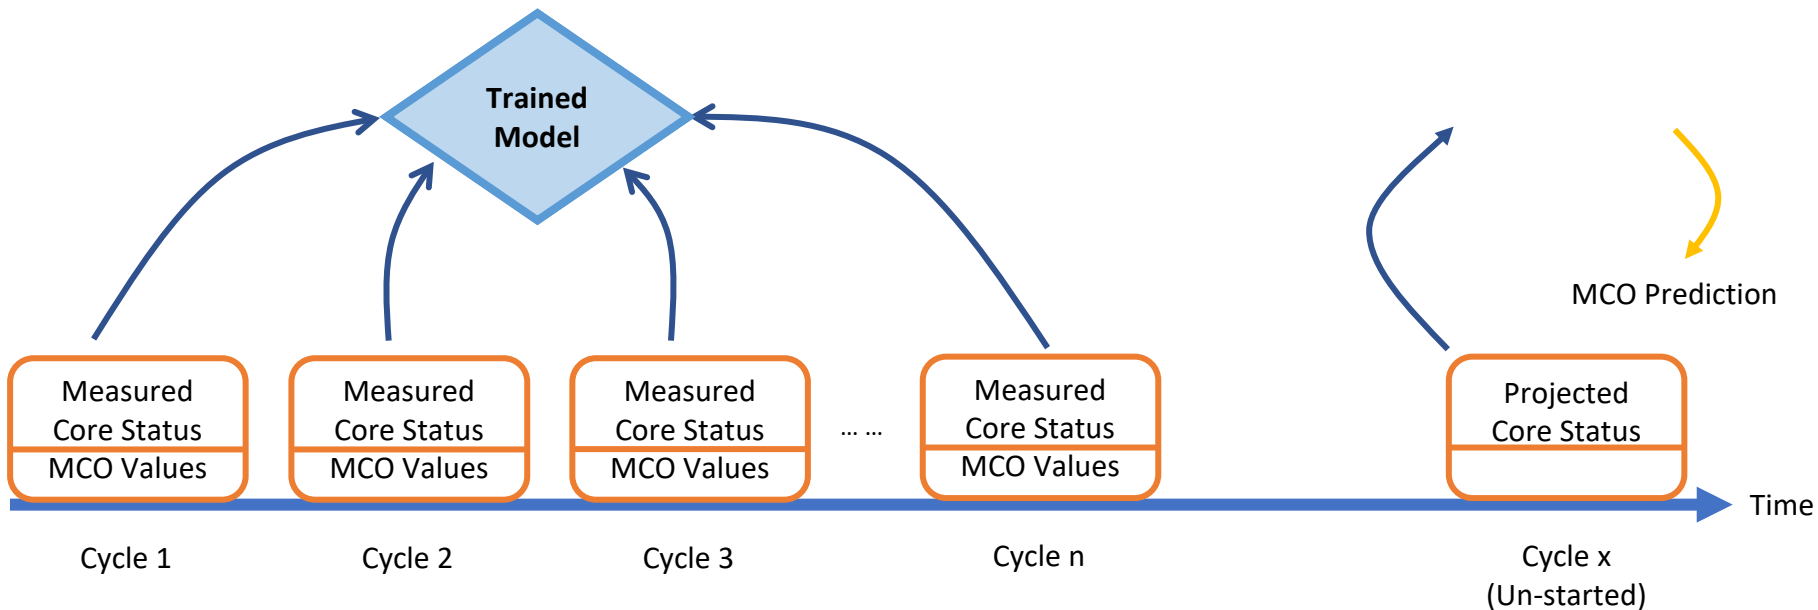 Trained
Model
MCO Prediction
Measured
Core Status
MCO Values
Measured
Core Status
MCO Values
Measured
Core Status
MCO Values
... ...
Measured
Core Status
MCO Values
Projected
Core Status
Time
Cycle 1
Cycle 2
Cycle 3
Cycle n
Cycle x
(Un-started)